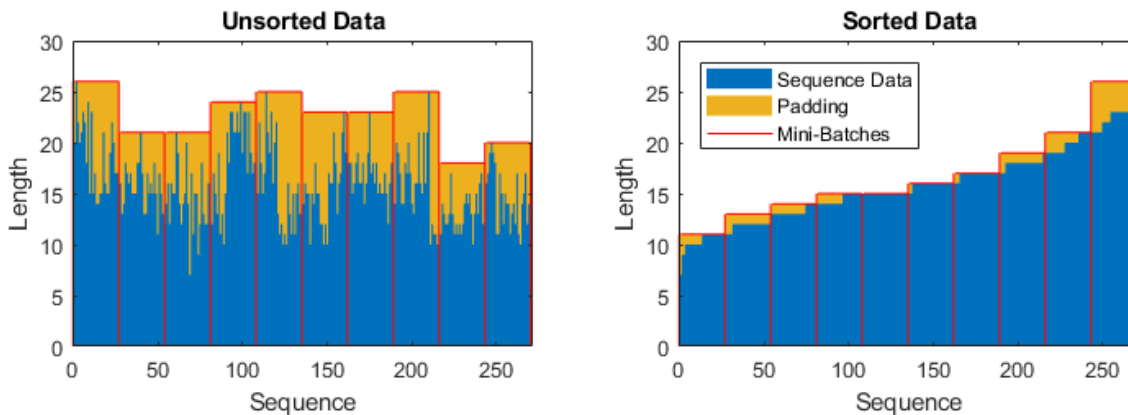 Unsorted Data
30
25
20
15
10
5
0
Length
0 50 100 150 200 250
Sequence
Sorted Data
30
25
20
15
10
5
0
Length
Sequence Data
Padding
Mini-Batches
0 50 100 150 200 250
Sequence